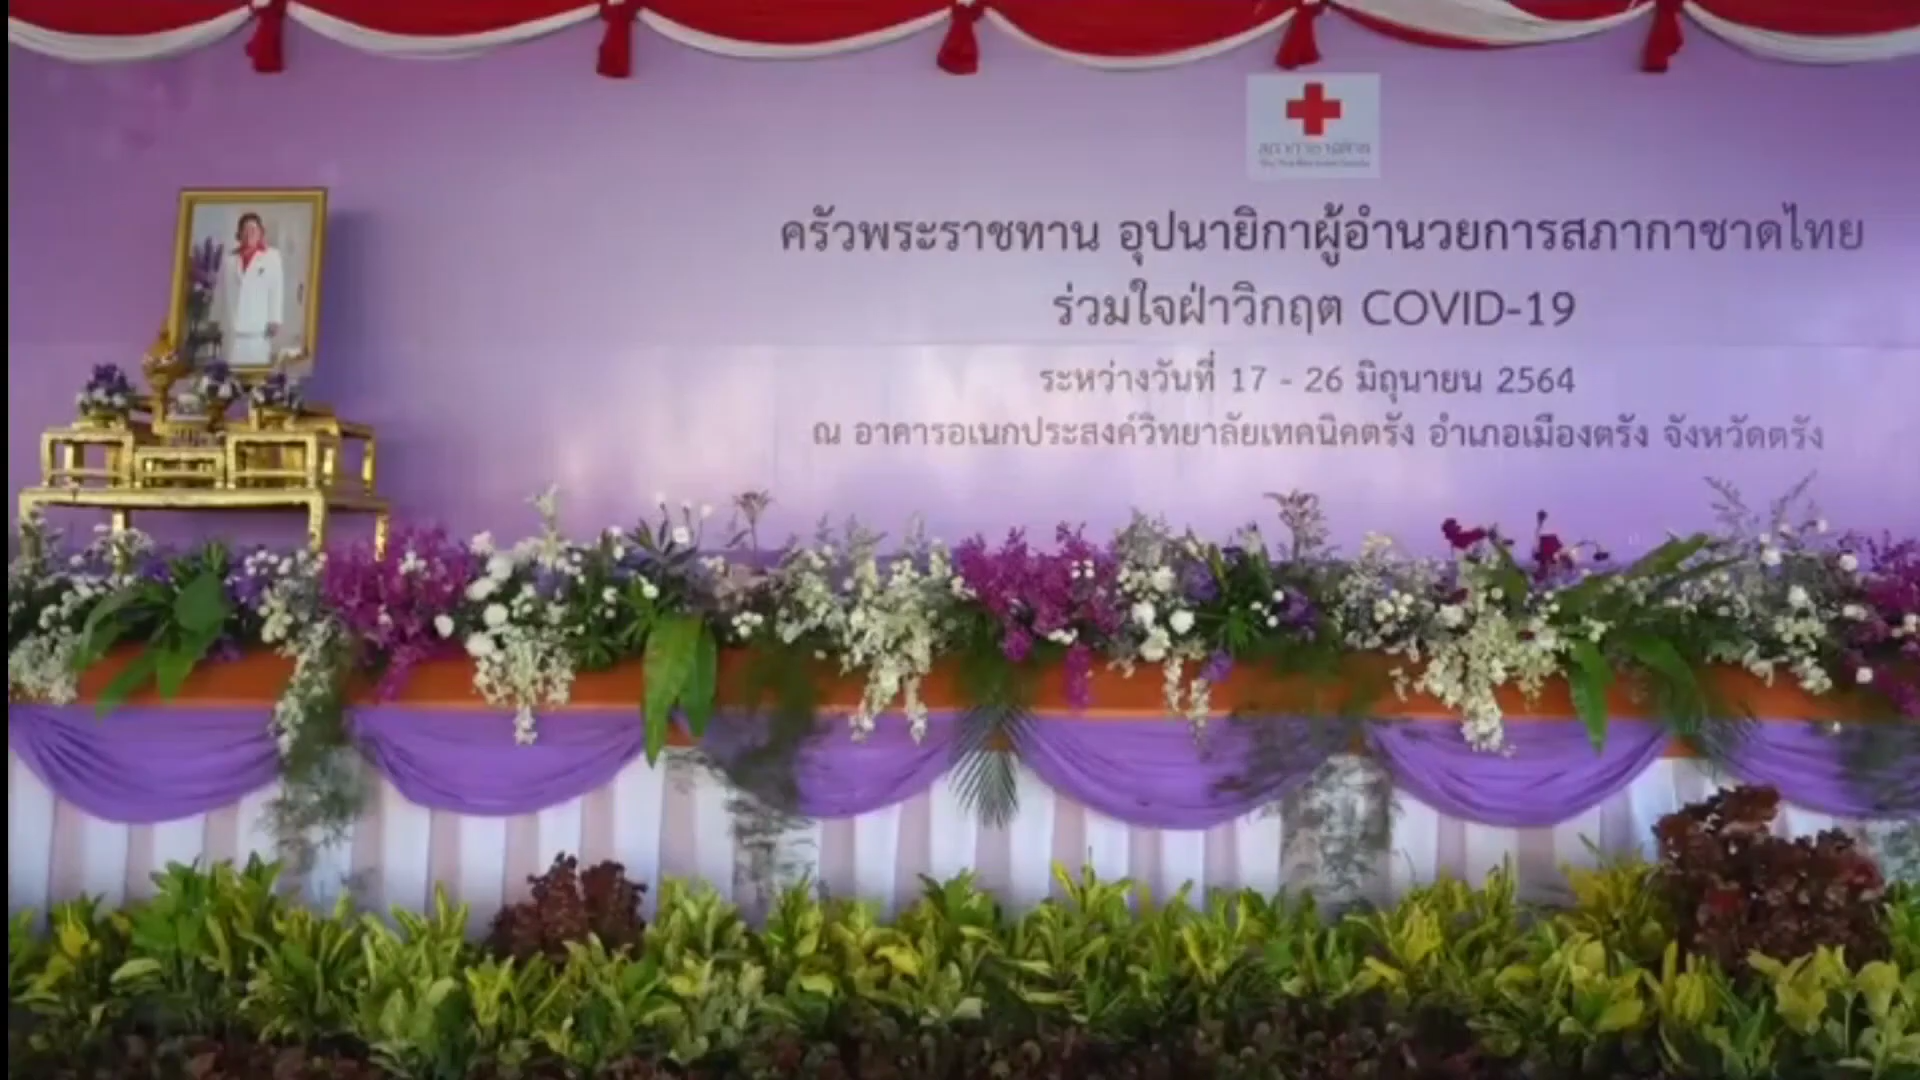 สภากาชาดไทย
ครัวพระราชทาน อุปนายิกาผู้อำนวยการสภากาชาดไทย
ร่วมใจฝ่าวิกฤต COVID-19
ระหว่างวันที่ 17 - 26 มิถุนายน 2564
ณ อาคารอเนกประสงค์วิทยาลัยเทคนิคตรัง อำเภอเมืองตรัง จังหวัดตรัง